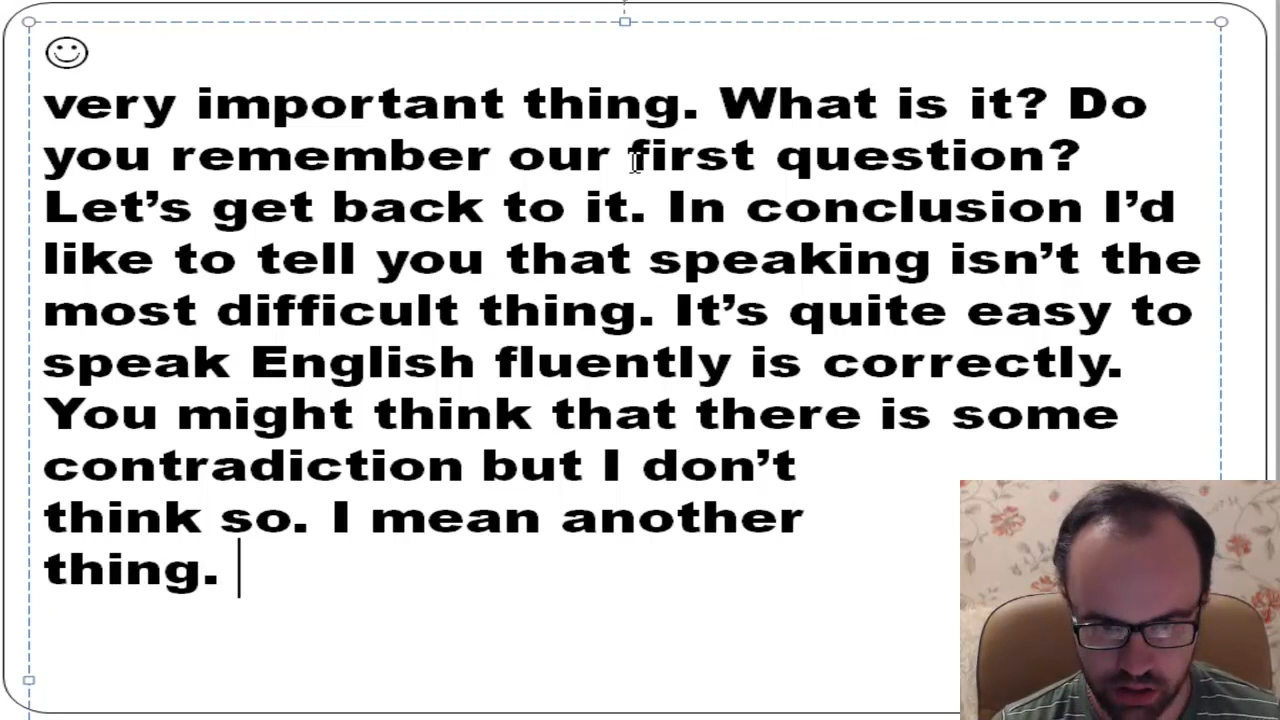 very important thing. What is it? Do
you remember our first question?
Let’s get back to it. In conclusion I’d
like to tell you that speaking isn’t the
most difficult thing. It’s quite easy to
speak English fluently is correctly.
You might think that there is some
contradiction but I don’t
think so. I mean another
thing.